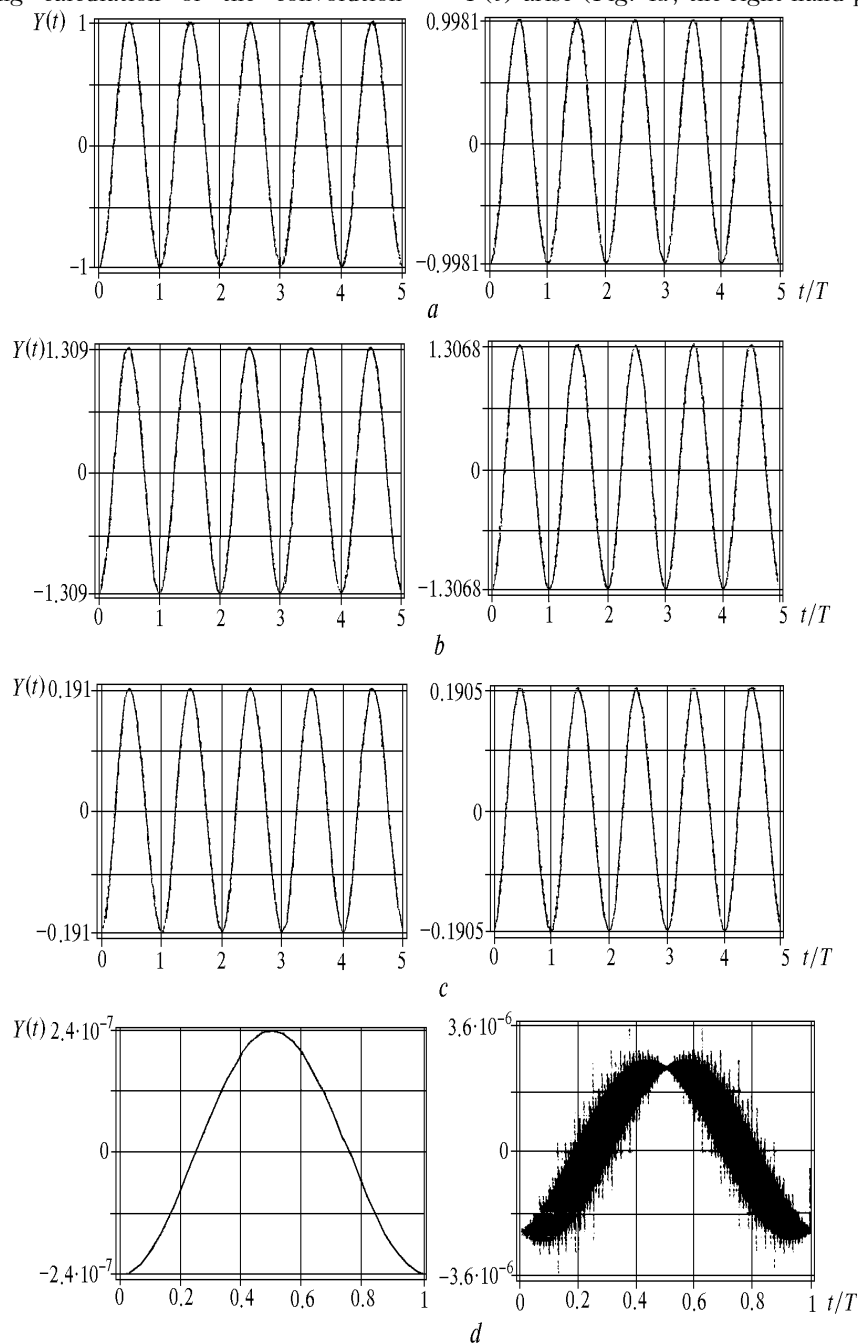 calculation of the convolution
Y(t) arise (Fig. 1a, the right-hand
Y(t) 1
0
−1
0 1 2 3 4 5
0.9981
0
−0.9981
0 1 2 3 4 5 t/T
a
Y(t) 1.309
0
−1.309
0 1 2 3 4 5
1.3068
0
−1.3068
0 1 2 3 4 5 t/T
b
Y(t) 0.191
0
−0.191
0 1 2 3 4 5
0.1905
0
−0.1905
0 1 2 3 4 5 t/T
c
Y(t) 2.4·10⁻⁷
0
−2.4·10⁻⁷
0 0.2 0.4 0.6 0.8 1
3.6·10⁻⁶
0
−3.6·10⁻⁶
0 0.2 0.4 0.6 0.8 1 t/T
d